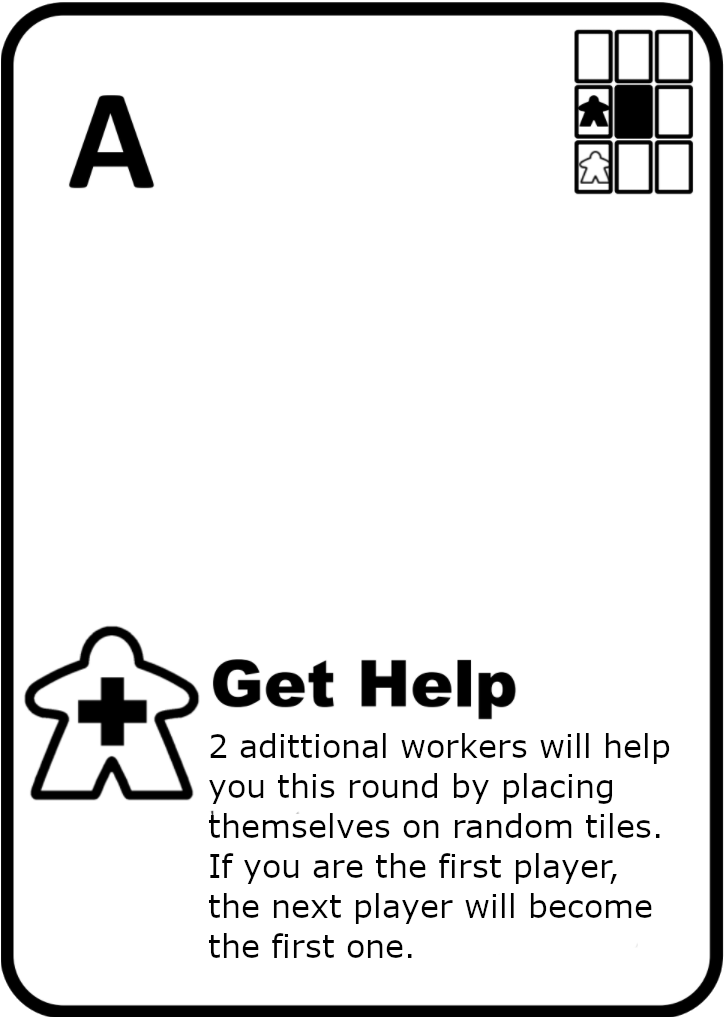 A
Get Help
2 adittional workers will help
you this round by placing
themselves on random tiles.
If you are the first player,
the next player will become
the first one.